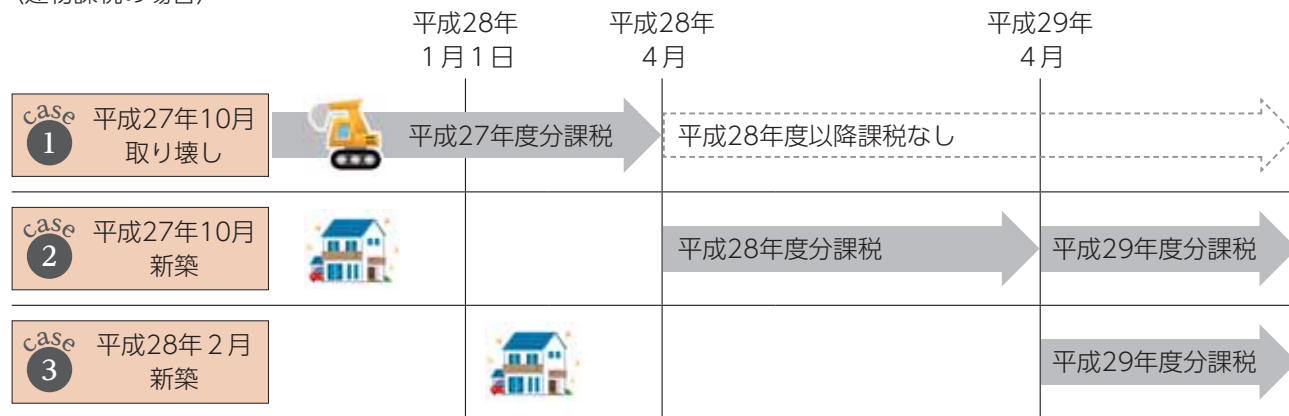 平成28年
1月1日
平成28年
4月
平成29年
4月
case
1
平成27年10月
取り壊し
平成27年度分課税
平成28年度以降課税なし
case
2
平成27年10月
新築
平成28年度分課税
平成29年度分課税
case
3
平成28年2月
新築
平成29年度分課税